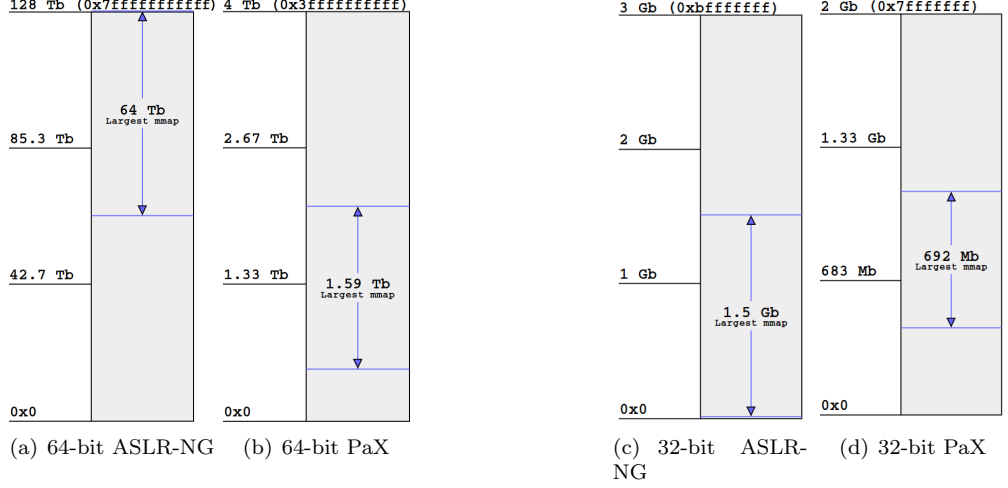 128 Tb (0x7fffffffffff)
64 Tb
Largest mmap
85.3 Tb
42.7 Tb
0x0
(a) 64-bit ASLR-NG
4 Tb (0x3ffffffffff)
2.67 Tb
1.33 Tb
1.59 Tb
Largest mmap
0x0
(b) 64-bit PaX
3 Gb (0xbfffffff)
2 Gb
1 Gb
1.5 Gb
Largest mmap
0x0
(c) 32-bit ASLR-
NG
2 Gb (0x7fffffff)
1.33 Gb
692 Mb
Largest mmap
683 Mb
0x0
(d) 32-bit PaX